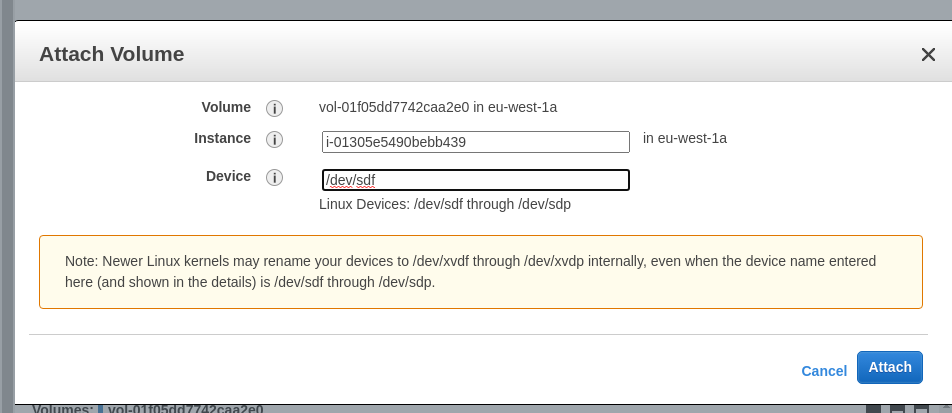 Attach Volume
Volume i vol-01f05dd7742caa2e0 in eu-west-1a
Instance i i-01305e5490bebb439 in eu-west-1a
Device i /dev/sdf
Linux Devices: /dev/sdf through /dev/sdp
Note: Newer Linux kernels may rename your devices to /dev/xvdf through /dev/xvdp internally, even when the device name entered
here (and shown in the details) is /dev/sdf through /dev/sdp.
Cancel Attach
Volumes: vol-01f05dd7742caa2e0